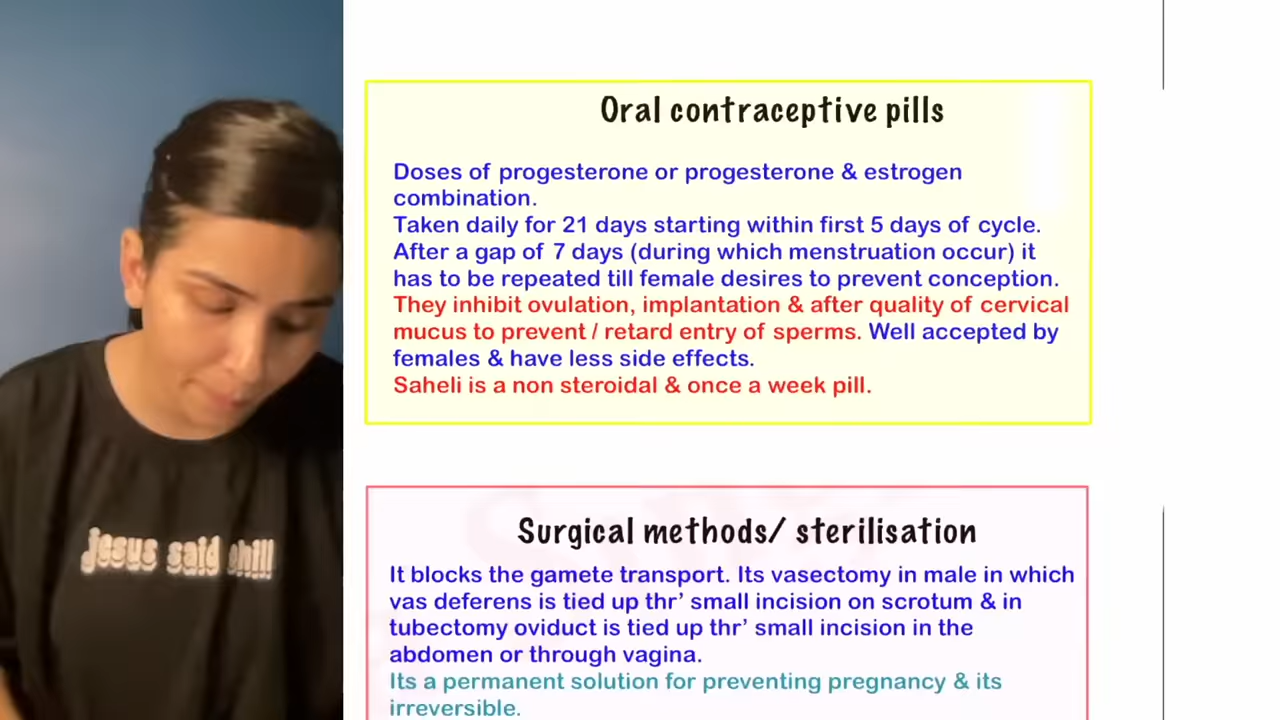 Oral contraceptive pills
Doses of progesterone or progesterone & estrogen
combination.
Taken daily for 21 days starting within first 5 days of cycle.
After a gap of 7 days (during which menstruation occur) it
has to be repeated till female desires to prevent conception.
They inhibit ovulation, implantation & after quality of cervical
mucus to prevent / retard entry of sperms. Well accepted by
females & have less side effects.
Saheli is a non steroidal & once a week pill.
Surgical methods/ sterilisation
It blocks the gamete transport. Its vasectomy in male in which
vas deferens is tied up thr’ small incision on scrotum & in
tubectomy oviduct is tied up thr’ small incision in the
abdomen or through vagina.
Its a permanent solution for preventing pregnancy & its
irreversible.
jesus said chill